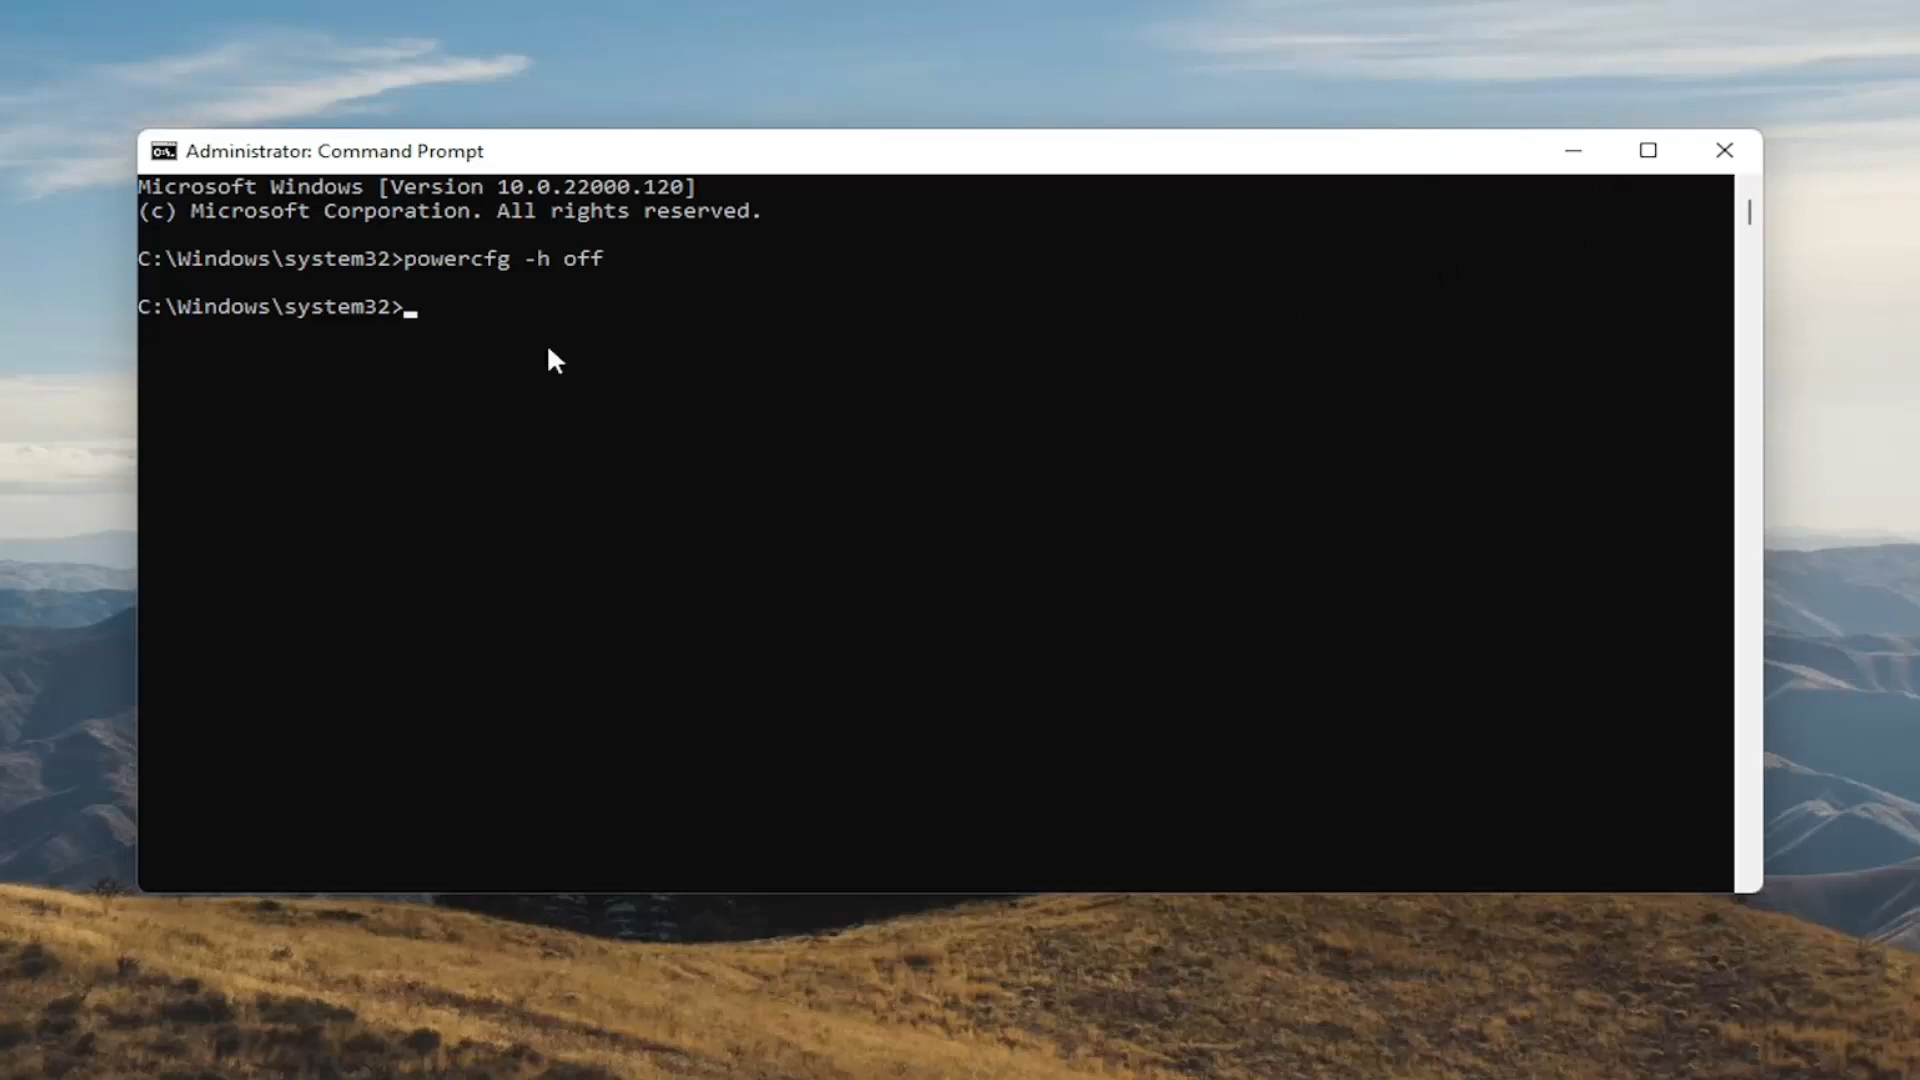 Administrator: Command Prompt
Microsoft Windows [Version 10.0.22000.120]
(c) Microsoft Corporation. All rights reserved.
C:\Windows\system32>powercfg -h off
C:\Windows\system32>